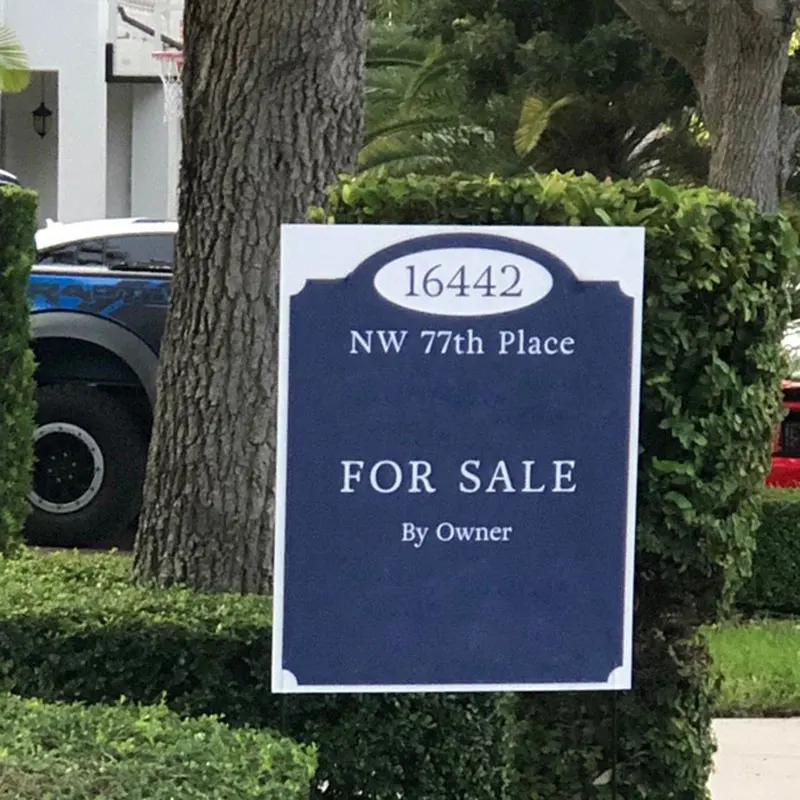 16442
NW 77th Place
FOR SALE
By Owner